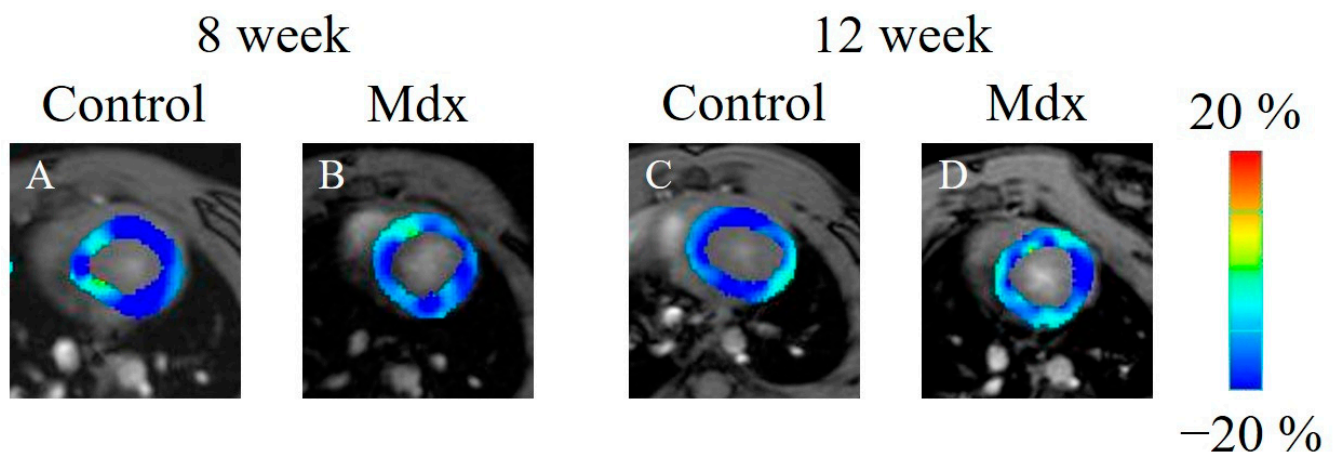 8 week
12 week
Control
Mdx
Control
Mdx
20 %
A
B
C
D
−20 %